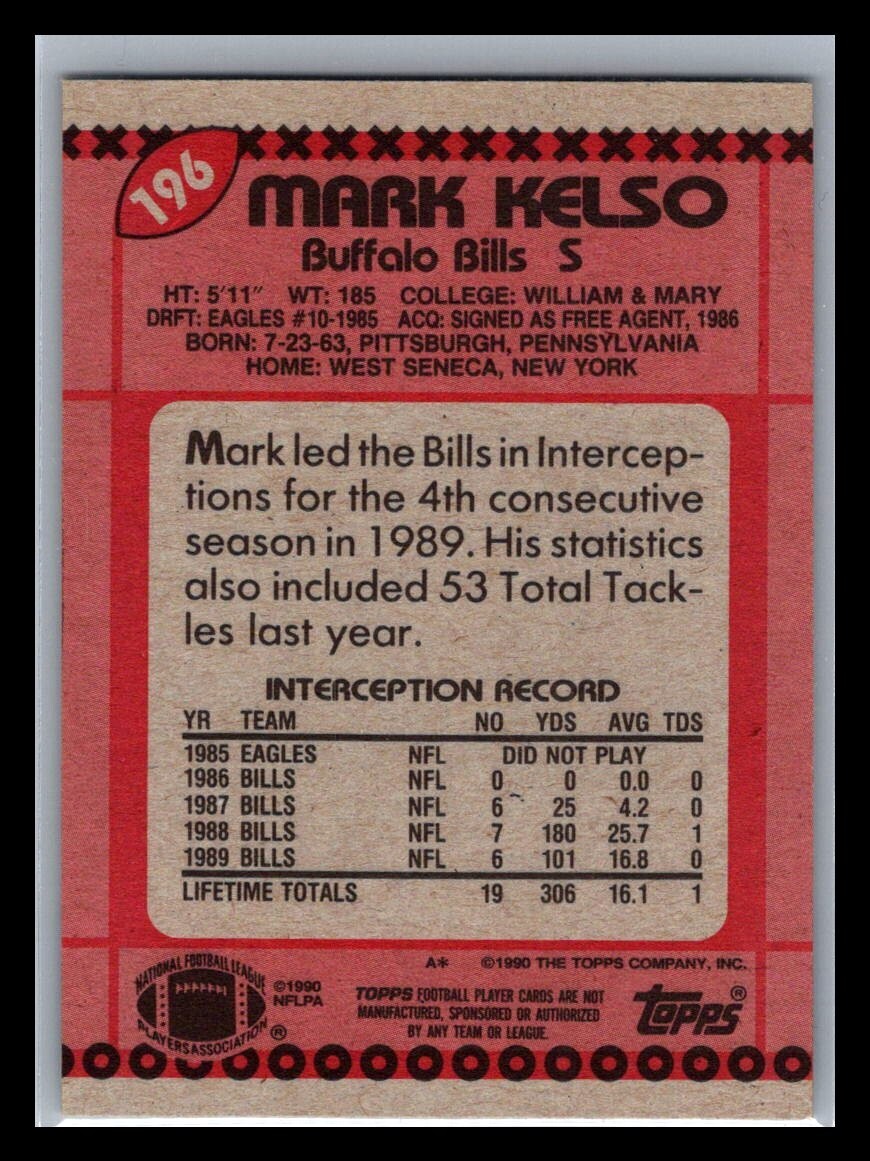 196
MARK KELSO
Buffalo Bills S
HT: 5'11" WT: 185 COLLEGE: WILLIAM & MARY
DRFT: EAGLES #10-1985 ACQ: SIGNED AS FREE AGENT, 1986
BORN: 7-23-63, PITTSBURGH, PENNSYLVANIA
HOME: WEST SENECA, NEW YORK
Mark led the Bills in Intercep-
tions for the 4th consecutive
season in 1989. His statistics
also included 53 Total Tack-
les last year.
INTERCEPTION RECORD
YR TEAM NO YDS AVG TDS
1985 EAGLES NFL DID NOT PLAY
1986 BILLS NFL 0 0 0.0 0
1987 BILLS NFL 6 25 4.2 0
1988 BILLS NFL 7 180 25.7 1
1989 BILLS NFL 6 101 16.8 0
LIFETIME TOTALS 19 306 16.1 1
A* ©1990 THE TOPPS COMPANY, INC.
NATIONAL FOOTBALL LEAGUE
PLAYERS ASSOCIATION ®
©1990
NFLPA
TOPPS FOOTBALL PLAYER CARDS ARE NOT
MANUFACTURED, SPONSORED OR AUTHORIZED
BY ANY TEAM OR LEAGUE.
topps ®